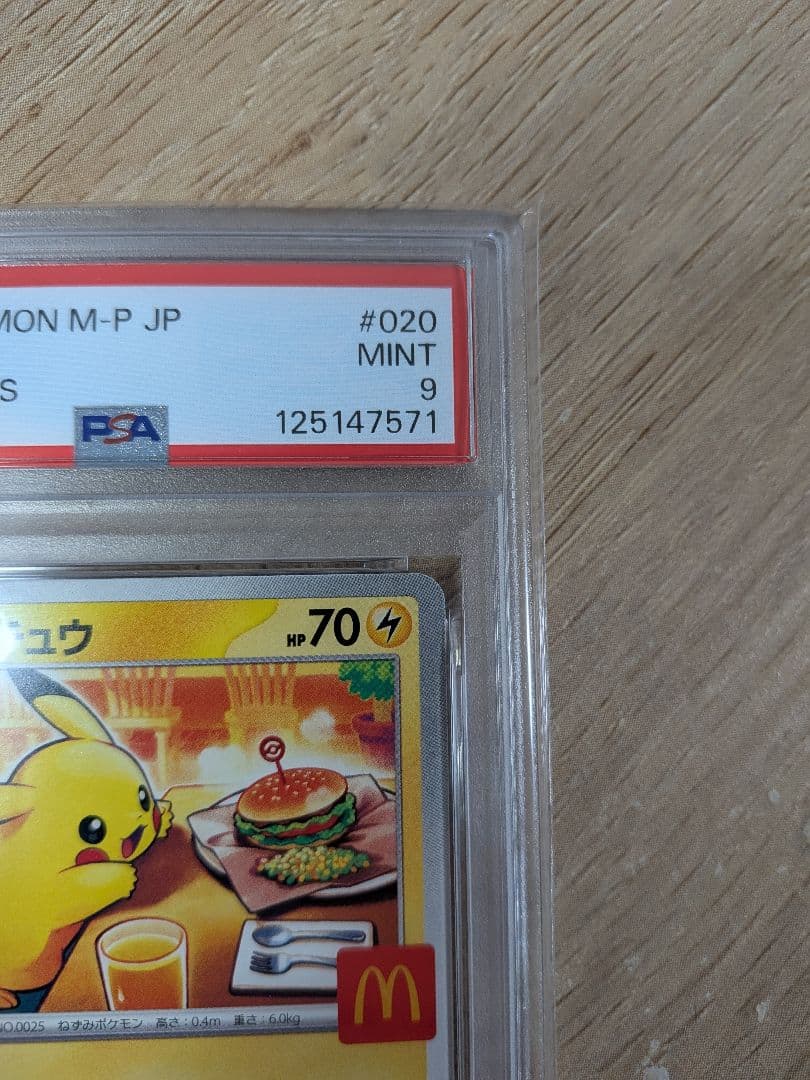 MON M-P JP #020
MINT
S 9
PSA 125147571
キュウ HP70
NO.0025 ねずみポケモン 高さ:0.4m 重さ:6.0kg